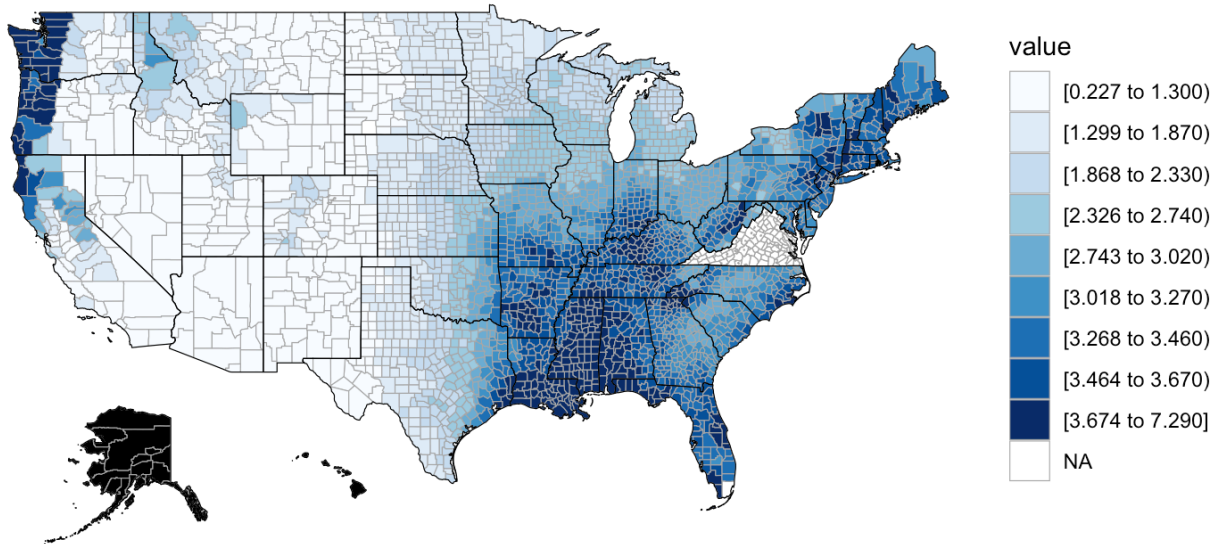 value
[0.227 to 1.300)
[1.299 to 1.870)
[1.868 to 2.330)
[2.326 to 2.740)
[2.743 to 3.020)
[3.018 to 3.270)
[3.268 to 3.460)
[3.464 to 3.670)
[3.674 to 7.290]
NA